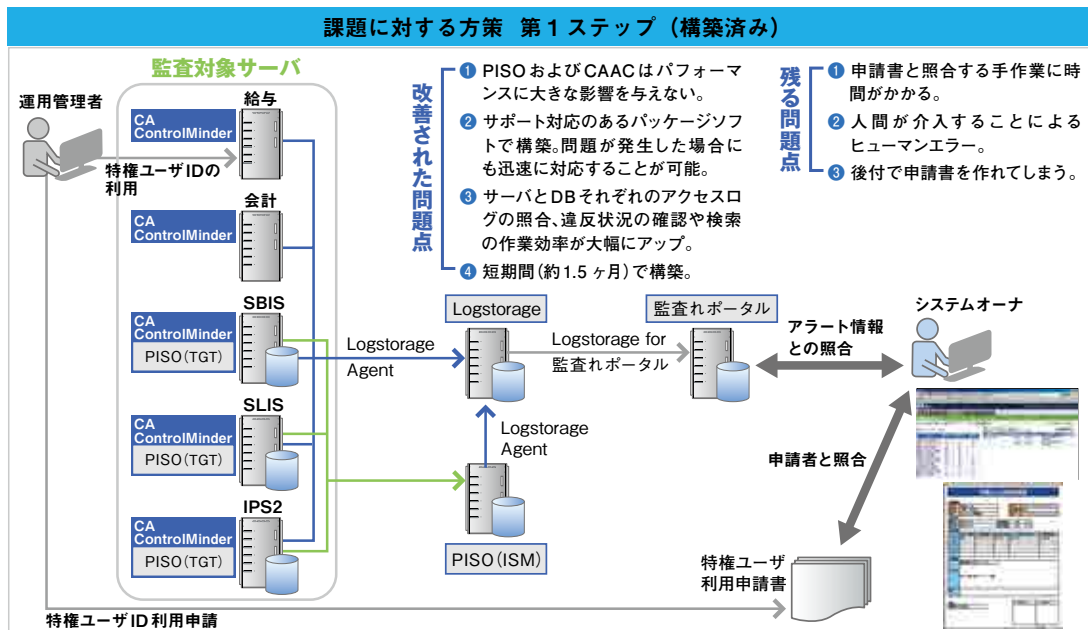 課題に対する方策 第1ステップ（構築済み）
監査対象サーバ
運用管理者
給与
CA
ControlMinder
特権ユーザIDの
利用
会計
CA
ControlMinder
SBIS
CA
ControlMinder
PISO（TGT）
SLIS
CA
ControlMinder
PISO（TGT）
IPS2
CA
ControlMinder
PISO（TGT）
特権ユーザID利用申請
改善された問題点
❶ PISOおよびCAACはパフォーマ
ンスに大きな影響を与えない。
❷ サポート対応のあるパッケージソフ
トで構築。問題が発生した場合に
も迅速に対応することが可能。
❸ サーバとDBそれぞれのアクセスロ
グの照合、違反状況の確認や検索
の作業効率が大幅にアップ。
❹ 短期間（約1.5ヶ月）で構築。
残る問題点
❶ 申請書と照合する手作業に時
間がかかる。
❷ 人間が介入することによる
ヒューマンエラー。
❸ 後付で申請書を作れてしまう。
Logstorage
Agent
Logstorage
Logstorage for
監査れポータル
監査れポータル
アラート情報
との照合
システムオーナ
Logstorage
Agent
PISO（ISM）
申請者と照合
特権ユーザ
利用申請書